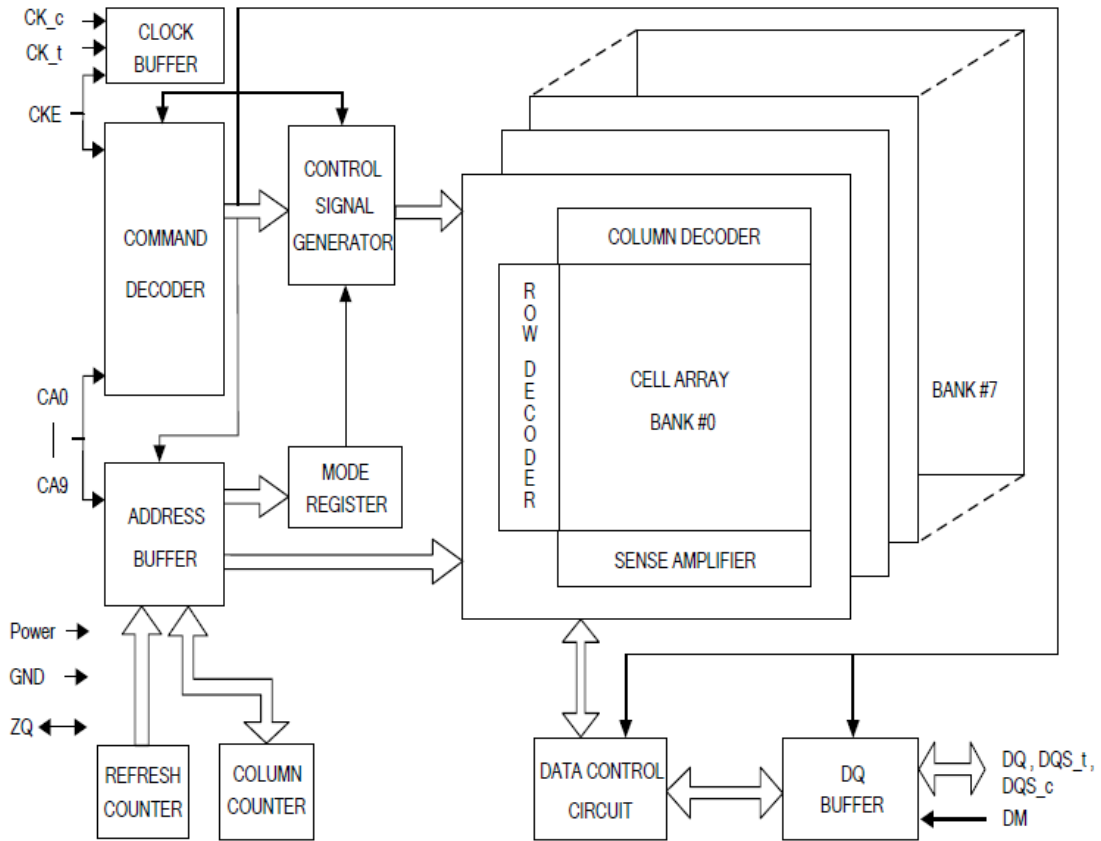 CK_c
CK_t
CLOCK
BUFFER
CKE
COMMAND
DECODER
CONTROL
SIGNAL
GENERATOR
COLUMN DECODER
ROW DECODER
CELL ARRAY
BANK #0
BANK #7
SENSE AMPLIFIER
CA0
CA9
ADDRESS
BUFFER
MODE
REGISTER
Power
GND
ZQ
REFRESH
COUNTER
COLUMN
COUNTER
DATA CONTROL
CIRCUIT
DQ
BUFFER
DQ , DQS_t ,
DQS_c
DM